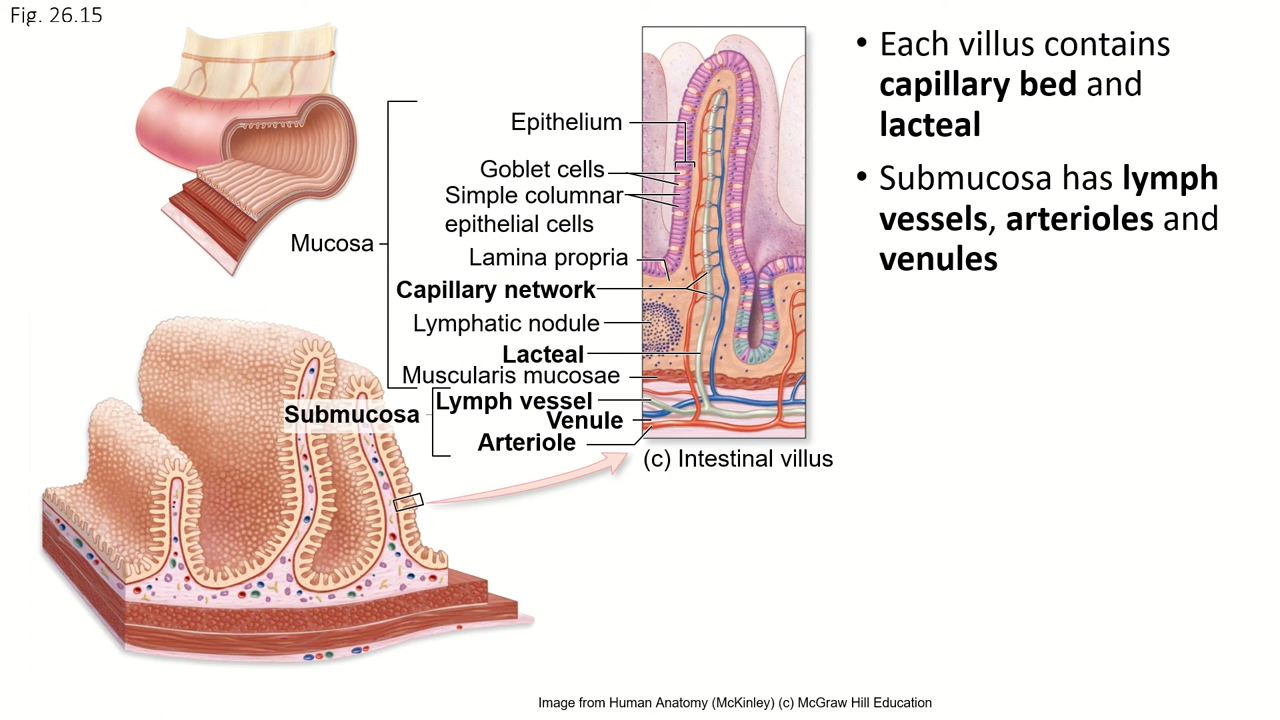 Fig. 26.15
Epithelium
Goblet cells
Simple columnar
epithelial cells
Mucosa
Lamina propria
Capillary network
Lymphatic nodule
Lacteal
Muscularis mucosae
Lymph vessel
Submucosa
Venule
Arteriole
(c) Intestinal villus
• Each villus contains
capillary bed and
lacteal
• Submucosa has lymph
vessels, arterioles and
venules
Image from Human Anatomy (McKinley) (c) McGraw Hill Education